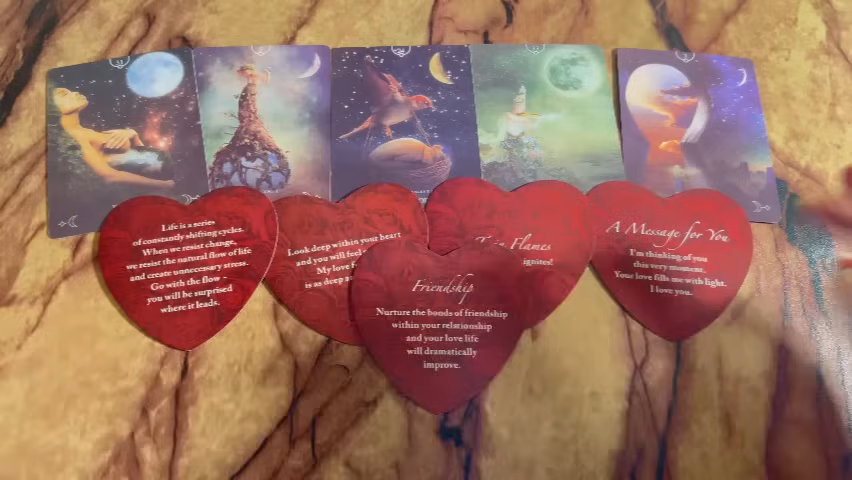 Life is a series
of constantly shifting cycles.
When we resist change,
we resist the natural flow of life
and create unnecessary stress.
Go with the flow -
you will be surprised
where it leads.
Look deep within your heart
and you will feel
My love
is as deep
Twin Flames
ignites!
Friendship
Nurture the bonds of friendship
within your relationship
and your love life
will dramatically
improve.
A Message for You
I'm thinking of you
this very moment.
Your love fills me with light.
I love you.